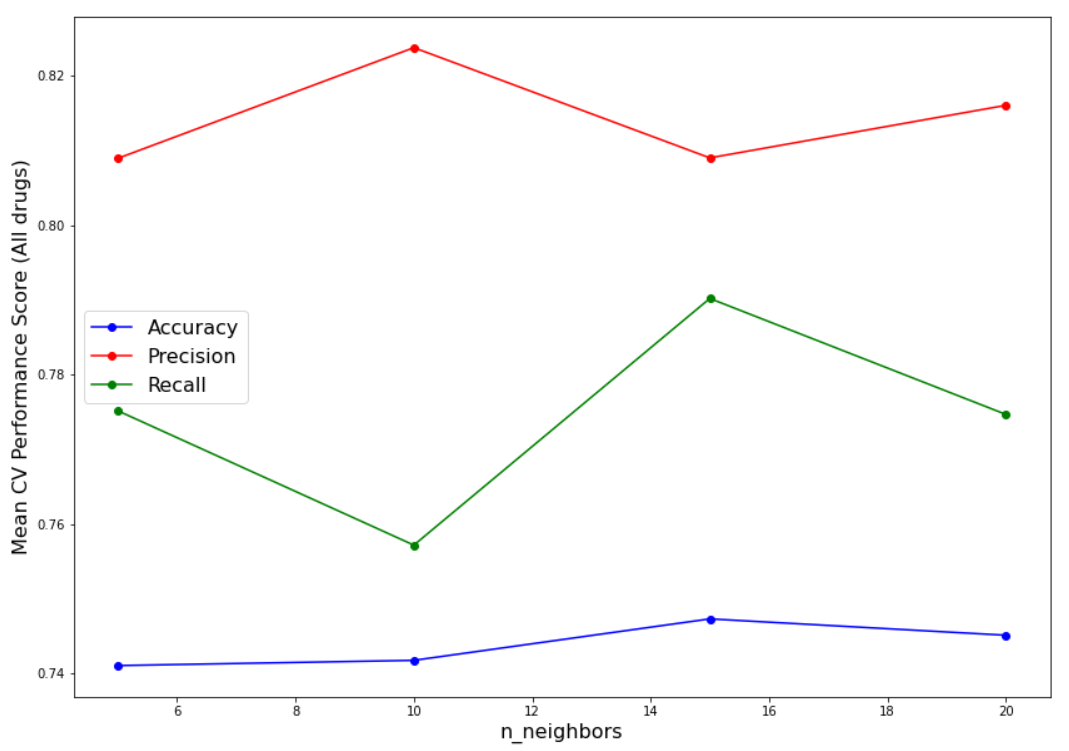 Mean CV Performance Score (All drugs)
0.82
0.80
0.78
0.76
0.74
Accuracy
Precision
Recall
6 8 10 12 14 16 18 20
n_neighbors